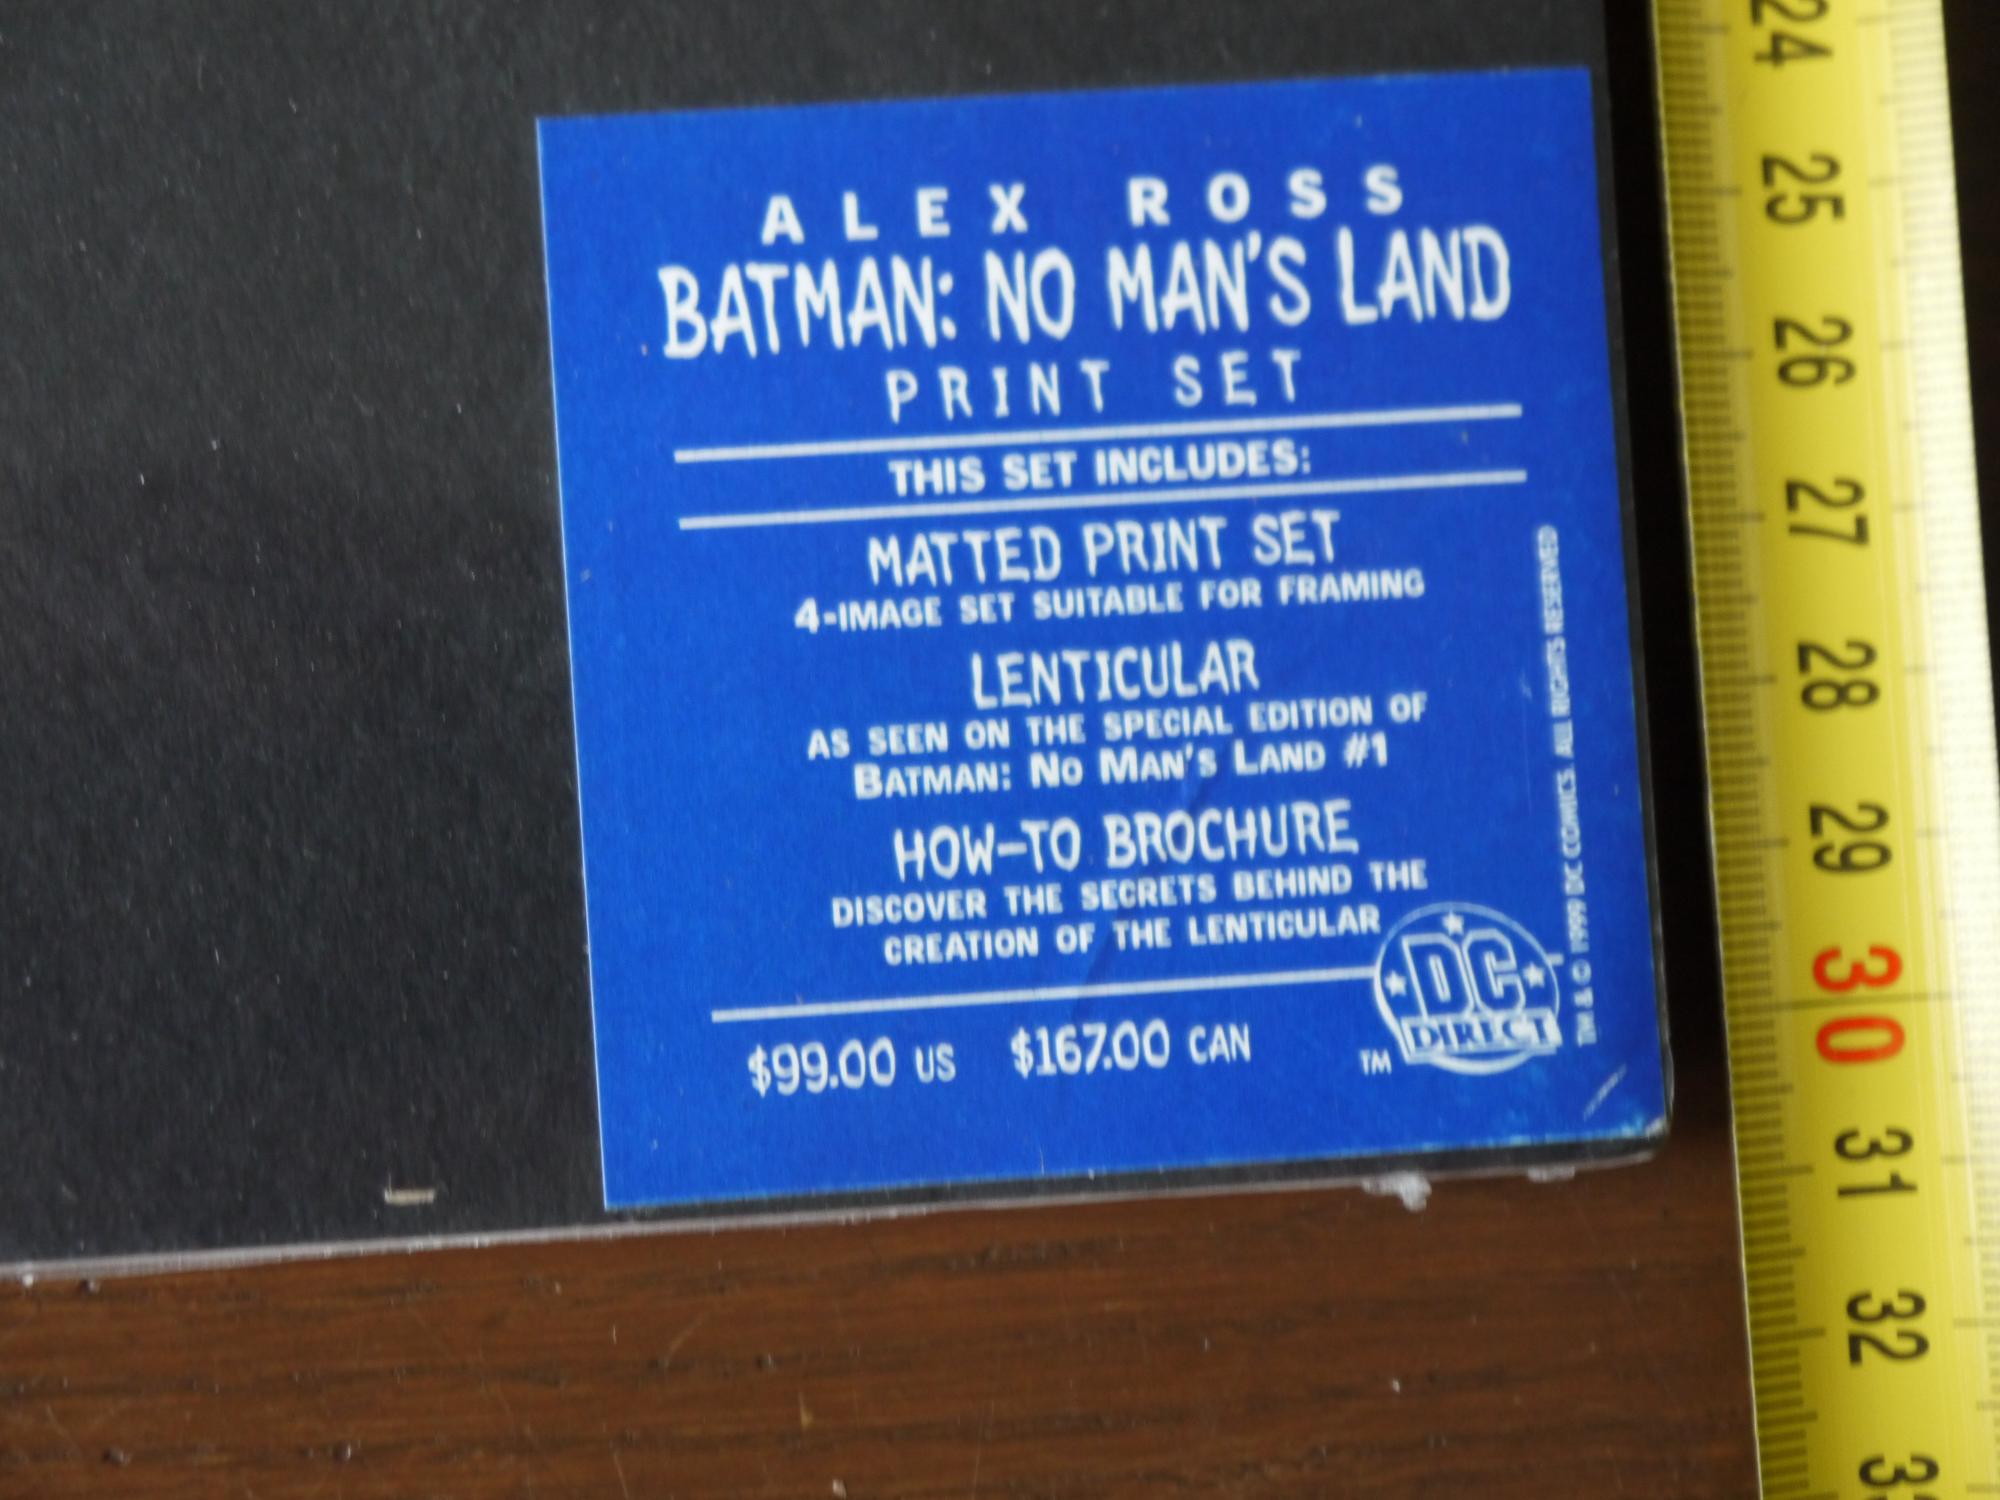 ALEX ROSS
BATMAN: NO MAN'S LAND
PRINT SET
THIS SET INCLUDES:
MATTED PRINT SET
4-IMAGE SET SUITABLE FOR FRAMING
LENTICULAR
AS SEEN ON THE SPECIAL EDITION OF
BATMAN: NO MAN'S LAND #1
HOW-TO BROCHURE
DISCOVER THE SECRETS BEHIND THE
CREATION OF THE LENTICULAR
$99.00 US $167.00 CAN
TM
DC
DIRECT
TM & © 1999 DC COMICS. ALL RIGHTS RESERVED
24
25
26
27
28
29
30
31
32